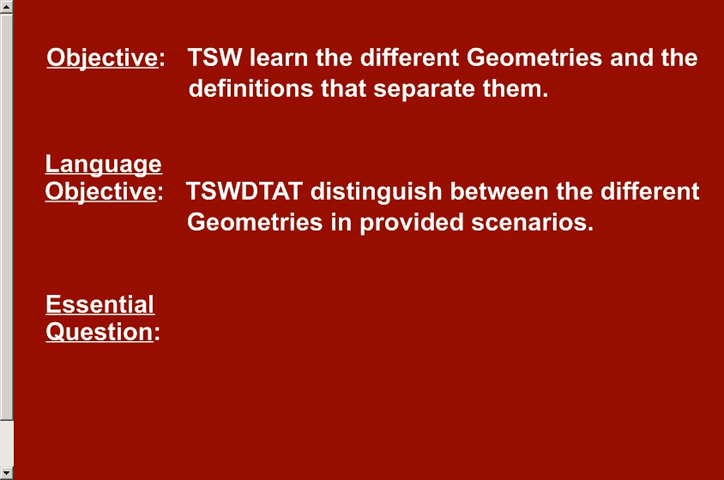 Objective: TSW learn the different Geometries and the
definitions that separate them.
Language
Objective: TSWDTAT distinguish between the different
Geometries in provided scenarios.
Essential
Question: